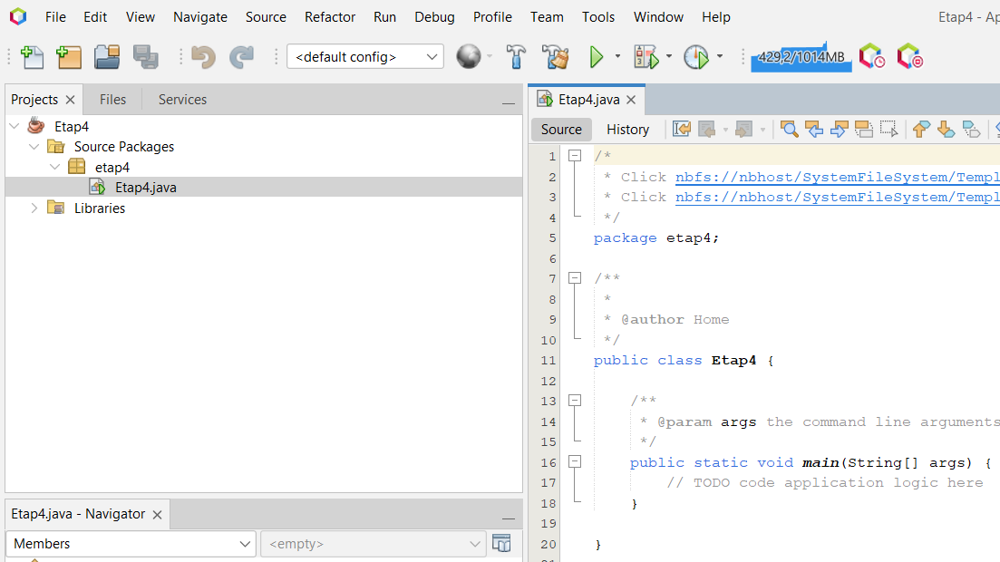 File Edit View Navigate Source Refactor Run Debug Profile Team Tools Window Help Etap4 - Ap
<default config> 429,2/1014MB
Projects Files Services
Etap4
Source Packages
etap4
Etap4.java
Libraries
Etap4.java - Navigator
Members <empty>
Etap4.java
Source History
1 /*
2 * Click nbfs://nbhost/SystemFileSystem/Templ
3 * Click nbfs://nbhost/SystemFileSystem/Templ
4 */
5 package etap4;
6
7 /**
8 *
9 * @author Home
10 */
11 public class Etap4 {
12
13 /**
14 * @param args the command line arguments
15 */
16 public static void main(String[] args) {
17 // TODO code application logic here
18 }
19
20 }